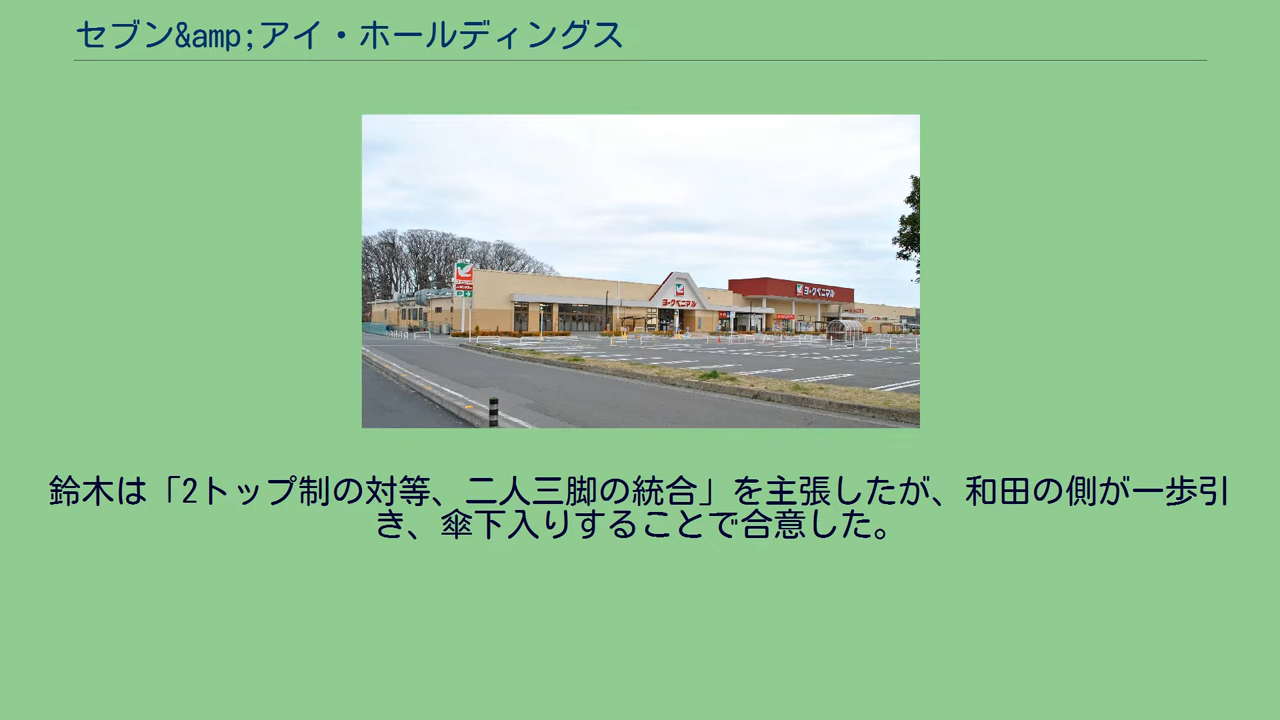 セブン&amp;アイ・ホールディングス
ヨークベニマル
ヨークベニマル
鈴木は「2トップ制の対等、二人三脚の統合」を主張したが、和田の側が一歩引
き、傘下入りすることで合意した。